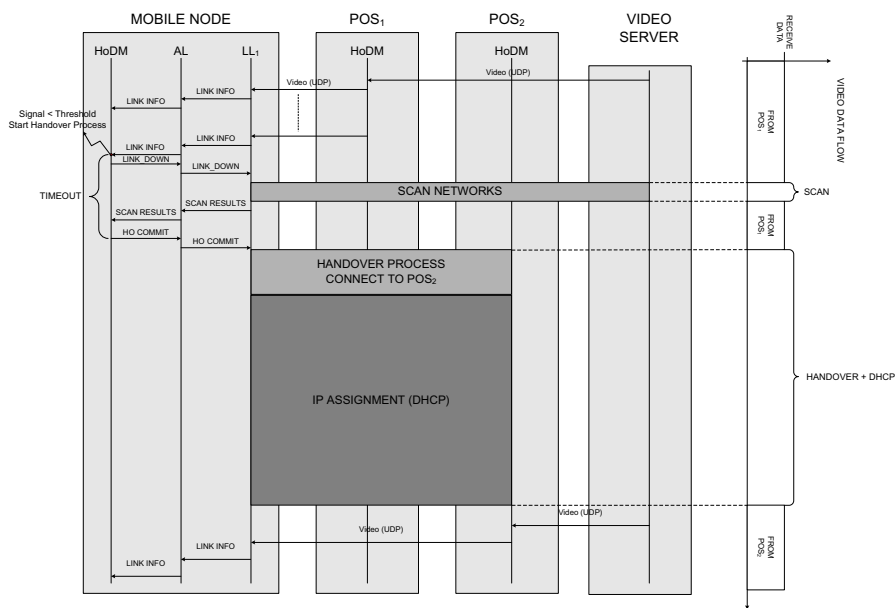 MOBILE NODE
POS₁
POS₂
VIDEO
SERVER
RECEIVE
DATA
HoDM
AL
LL₁
HoDM
HoDM
Video (UDP)
Video (UDP)
LINK INFO
LINK INFO
VIDEO DATA FLOW
FROM
POS₁
Signal < Threshold
Start Handover Process
LINK INFO
LINK INFO
LINK_DOWN
LINK_DOWN
TIMEOUT
SCAN NETWORKS
SCAN
SCAN RESULTS
SCAN RESULTS
FROM
POS₁
HO COMMIT
HO COMMIT
HANDOVER PROCESS
CONNECT TO POS₂
HANDOVER + DHCP
IP ASSIGNMENT (DHCP)
Video (UDP)
Video (UDP)
FROM
POS₂
LINK INFO
LINK INFO